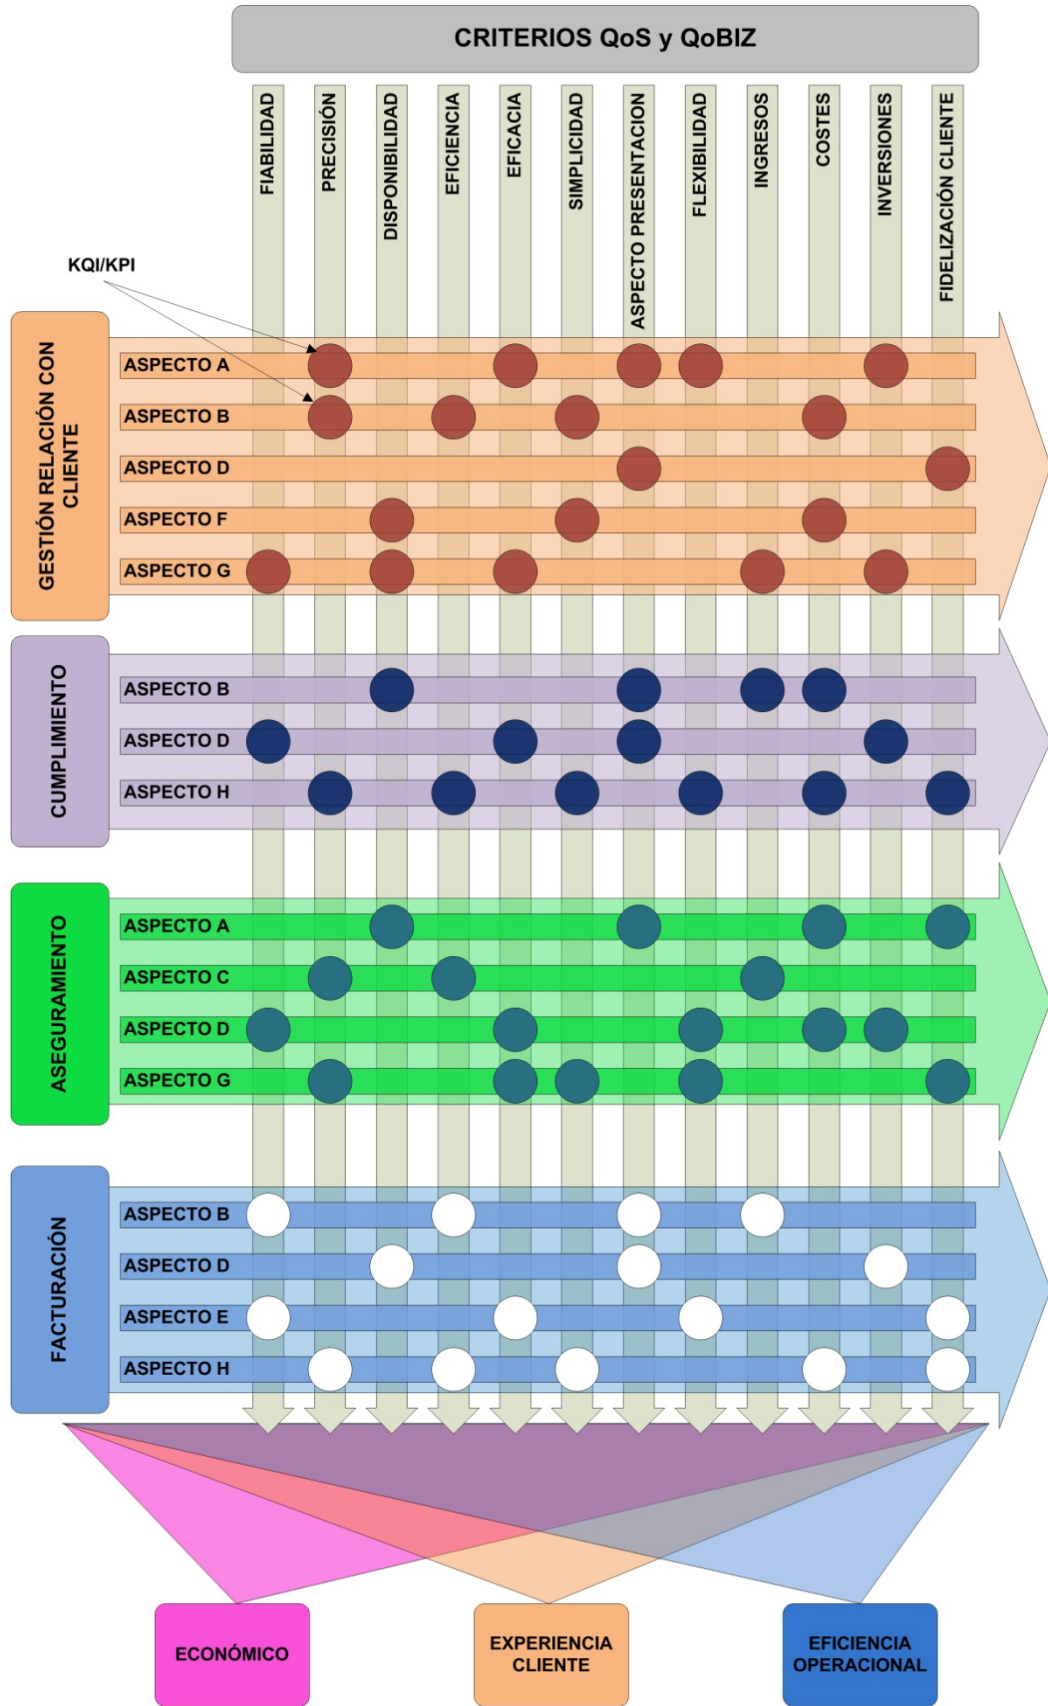 CRITERIOS QoS y QoBIZ
FIABILIDAD
PRECISIÓN
DISPONIBILIDAD
EFICIENCIA
EFICACIA
SIMPLICIDAD
ASPECTO PRESENTACION
FLEXIBILIDAD
INGRESOS
COSTES
INVERSIONES
FIDELIZACIÓN CLIENTE
KQI/KPI
GESTIÓN RELACIÓN CON
CLIENTE
ASPECTO A
ASPECTO B
ASPECTO D
ASPECTO F
ASPECTO G
CUMPLIMIENTO
ASPECTO B
ASPECTO D
ASPECTO H
ASEGURAMIENTO
ASPECTO A
ASPECTO C
ASPECTO D
ASPECTO G
FACTURACIÓN
ASPECTO B
ASPECTO D
ASPECTO E
ASPECTO H
ECONÓMICO
EXPERIENCIA
CLIENTE
EFICIENCIA
OPERACIONAL